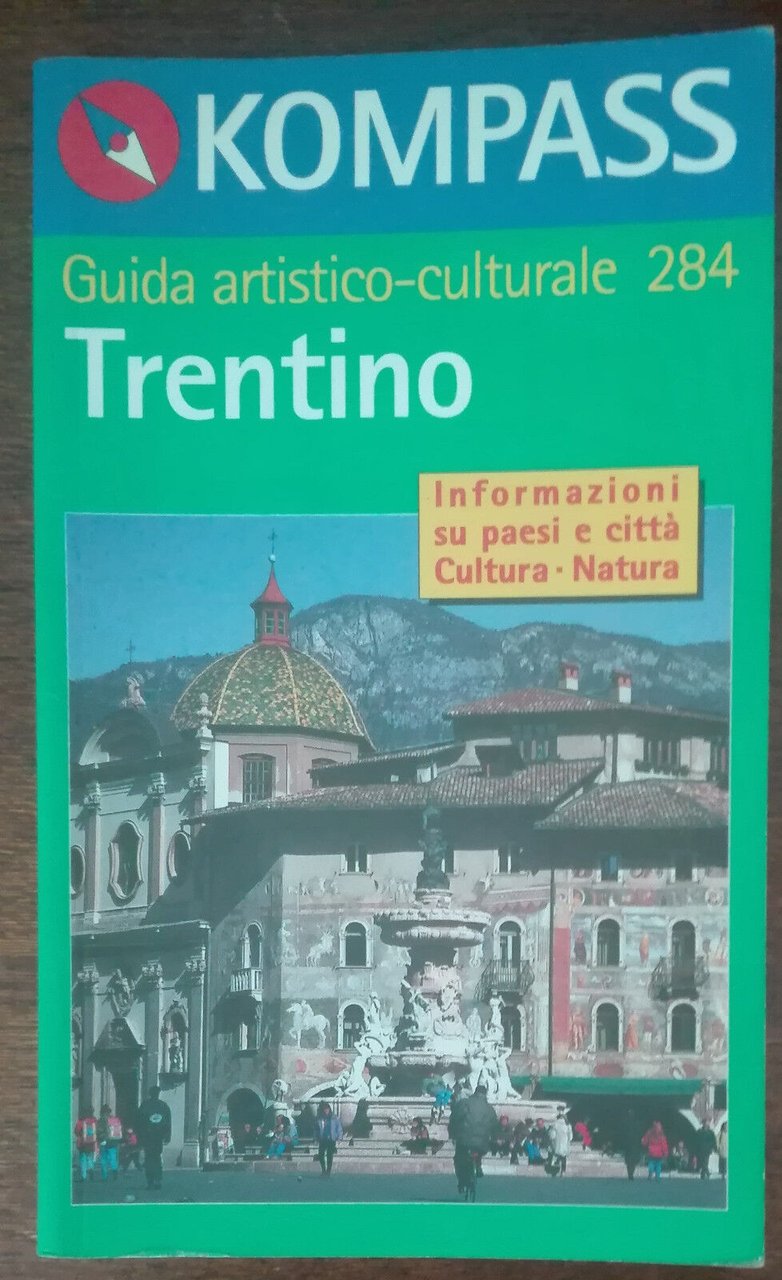 KOMPASS
Guida artistico-culturale 284
Trentino
Informazioni
su paesi e città
Cultura · Natura